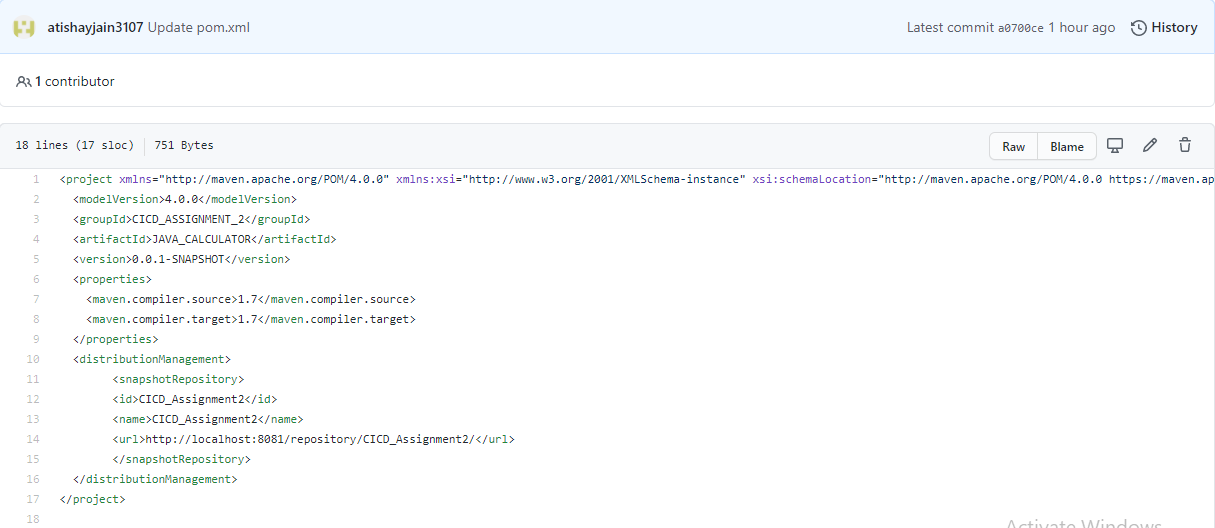 atishayjain3107 Update pom.xml Latest commit a0700ce 1 hour ago History
1 contributor
18 lines (17 sloc) 751 Bytes Raw Blame
1 <project xmlns="http://maven.apache.org/POM/4.0.0" xmlns:xsi="http://www.w3.org/2001/XMLSchema-instance" xsi:schemaLocation="http://maven.apache.org/POM/4.0.0 https://maven.ap
2 <modelVersion>4.0.0</modelVersion>
3 <groupId>CICD_ASSIGNMENT_2</groupId>
4 <artifactId>JAVA_CALCULATOR</artifactId>
5 <version>0.0.1-SNAPSHOT</version>
6 <properties>
7 <maven.compiler.source>1.7</maven.compiler.source>
8 <maven.compiler.target>1.7</maven.compiler.target>
9 </properties>
10 <distributionManagement>
11 <snapshotRepository>
12 <id>CICD_Assignment2</id>
13 <name>CICD_Assignment2</name>
14 <url>http://localhost:8081/repository/CICD_Assignment2/</url>
15 </snapshotRepository>
16 </distributionManagement>
17 </project>
18
Activate Windows